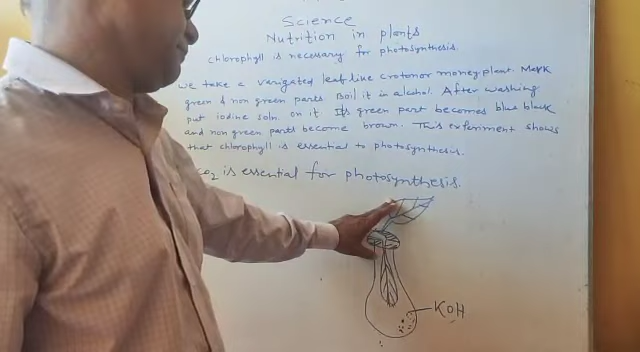 Science
Nutrition in plants
chlorophyll is necessary for photosynthesis.
we take a varigated leaf like crotonor moneyplant. Mark
green & non green parts. Boil it in alcohol. After washing
put iodine soln. on it. Its green part becomes blue black
and non green parts become brown. This experiment shows
that chlorophyll is essential to photosynthesis.
CO2 is essential for photosynthesis.
KOH